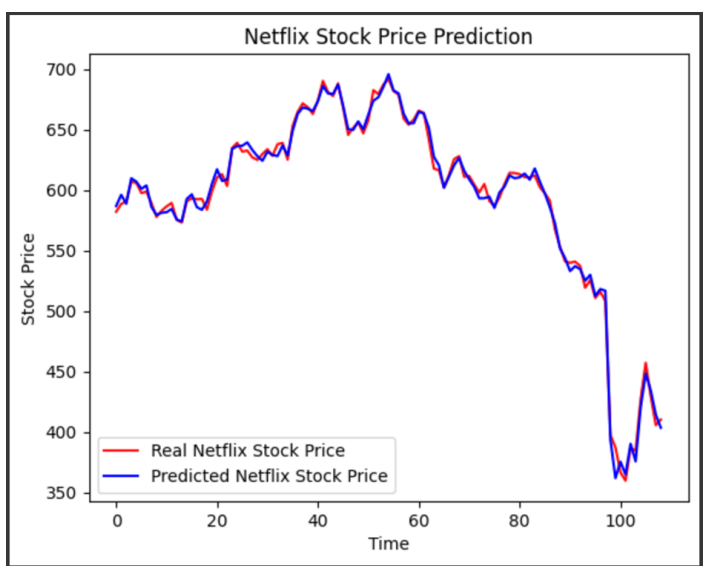 Netflix Stock Price Prediction
700
650
600
550
500
450
400
350
Stock Price
Real Netflix Stock Price
Predicted Netflix Stock Price
0 20 40 60 80 100
Time